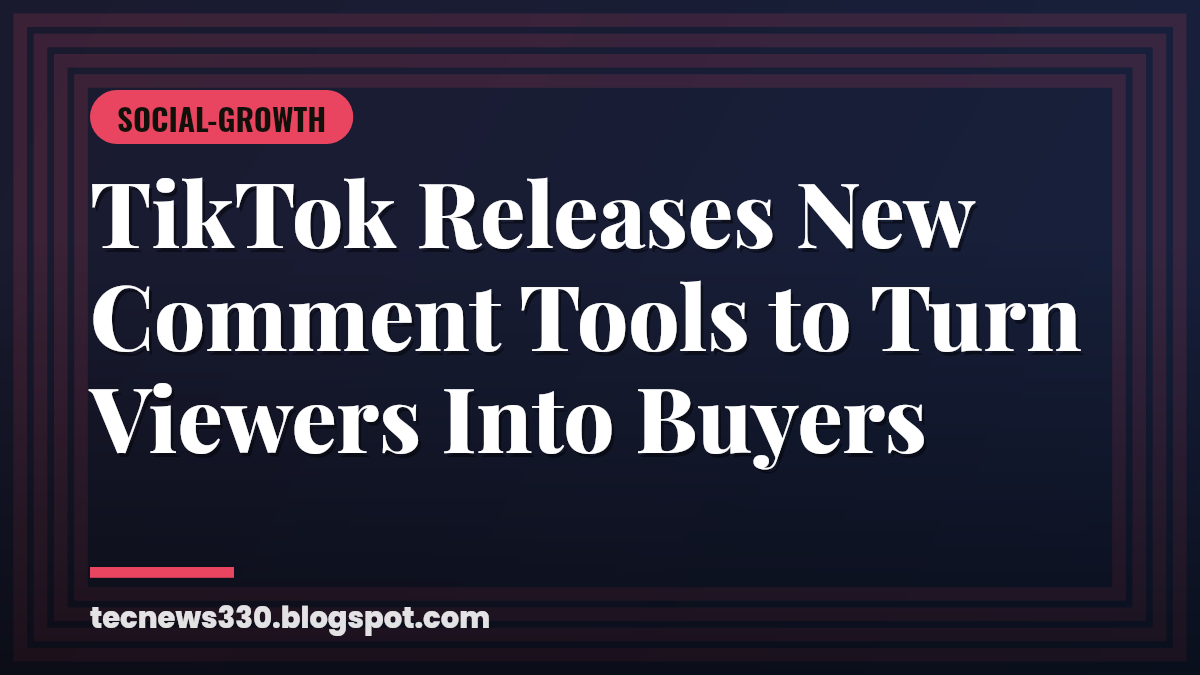 SOCIAL-GROWTH
TikTok Releases New
Comment Tools to Turn
Viewers Into Buyers
tecnews330.blogspot.com